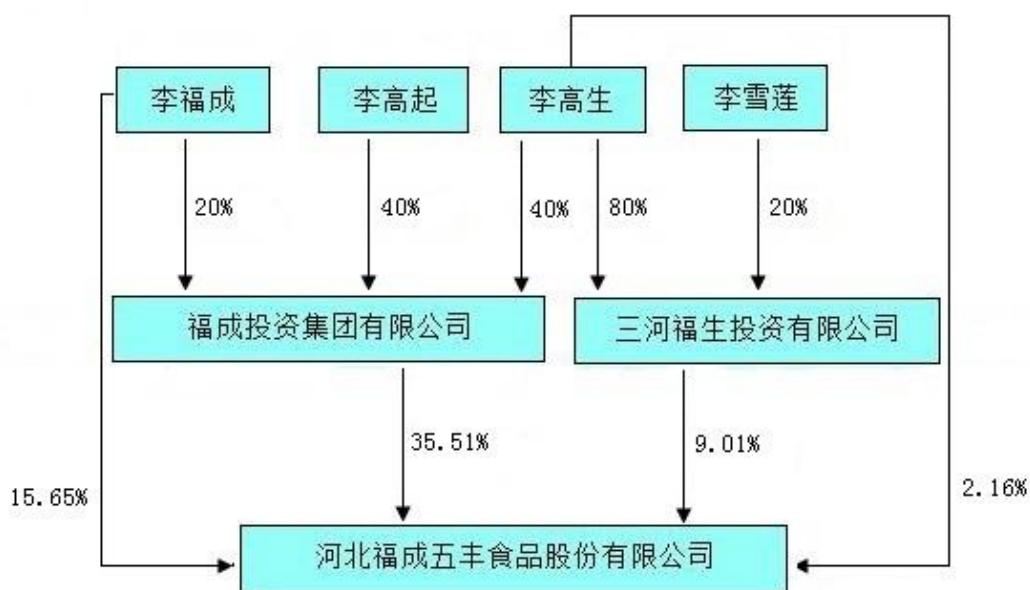 李福成
李高起
李高生
李雪莲
20%
40%
40%
80%
20%
福成投资集团有限公司
三河福生投资有限公司
35.51%
9.01%
15.65%
2.16%
河北福成五丰食品股份有限公司